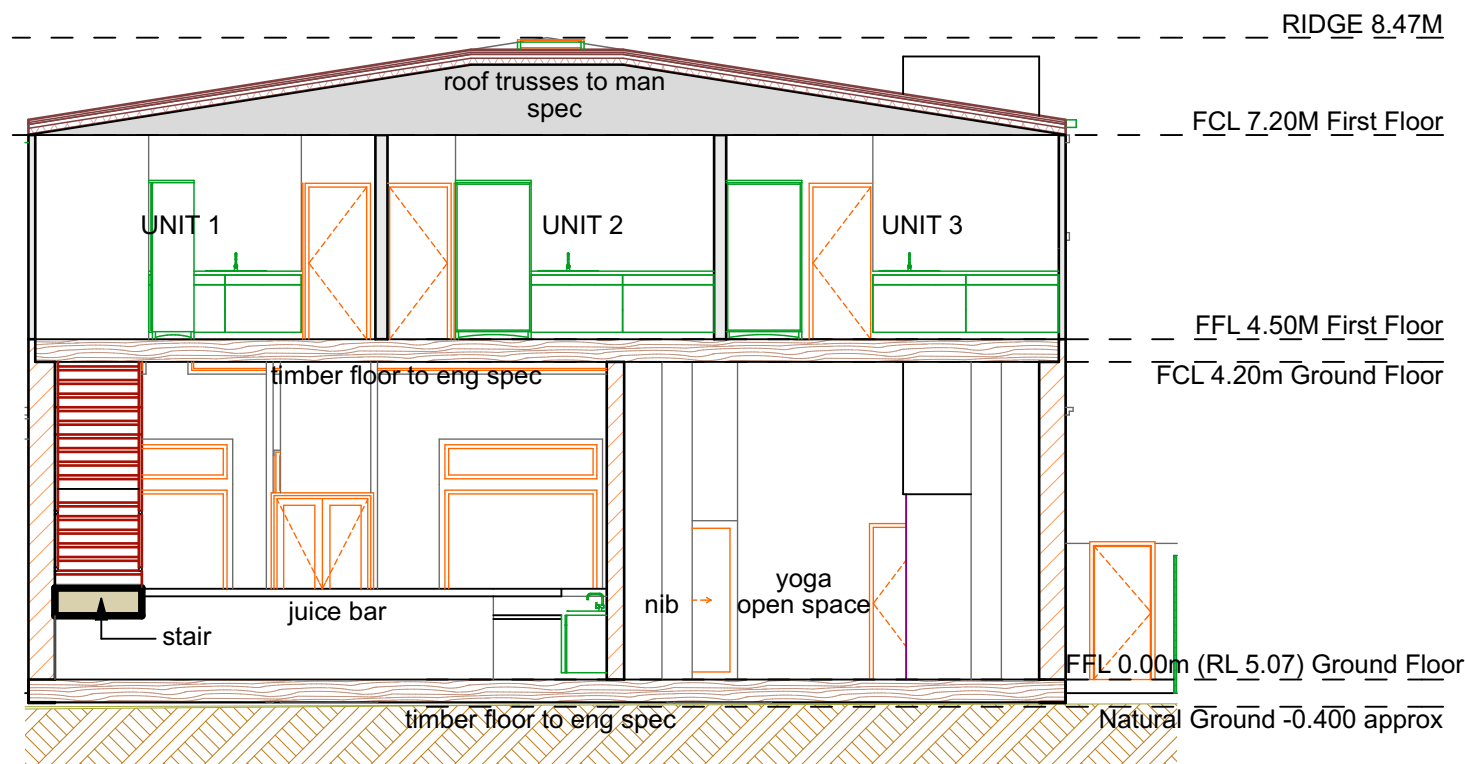 RIDGE 8.47M
roof trusses to man
spec
FCL 7.20M First Floor
UNIT 1
UNIT 2
UNIT 3
FFL 4.50M First Floor
timber floor to eng spec
FCL 4.20m Ground Floor
yoga
nib
open space
juice bar
stair
FFL 0.00m (RL 5.07) Ground Floor
timber floor to eng spec
Natural Ground -0.400 approx